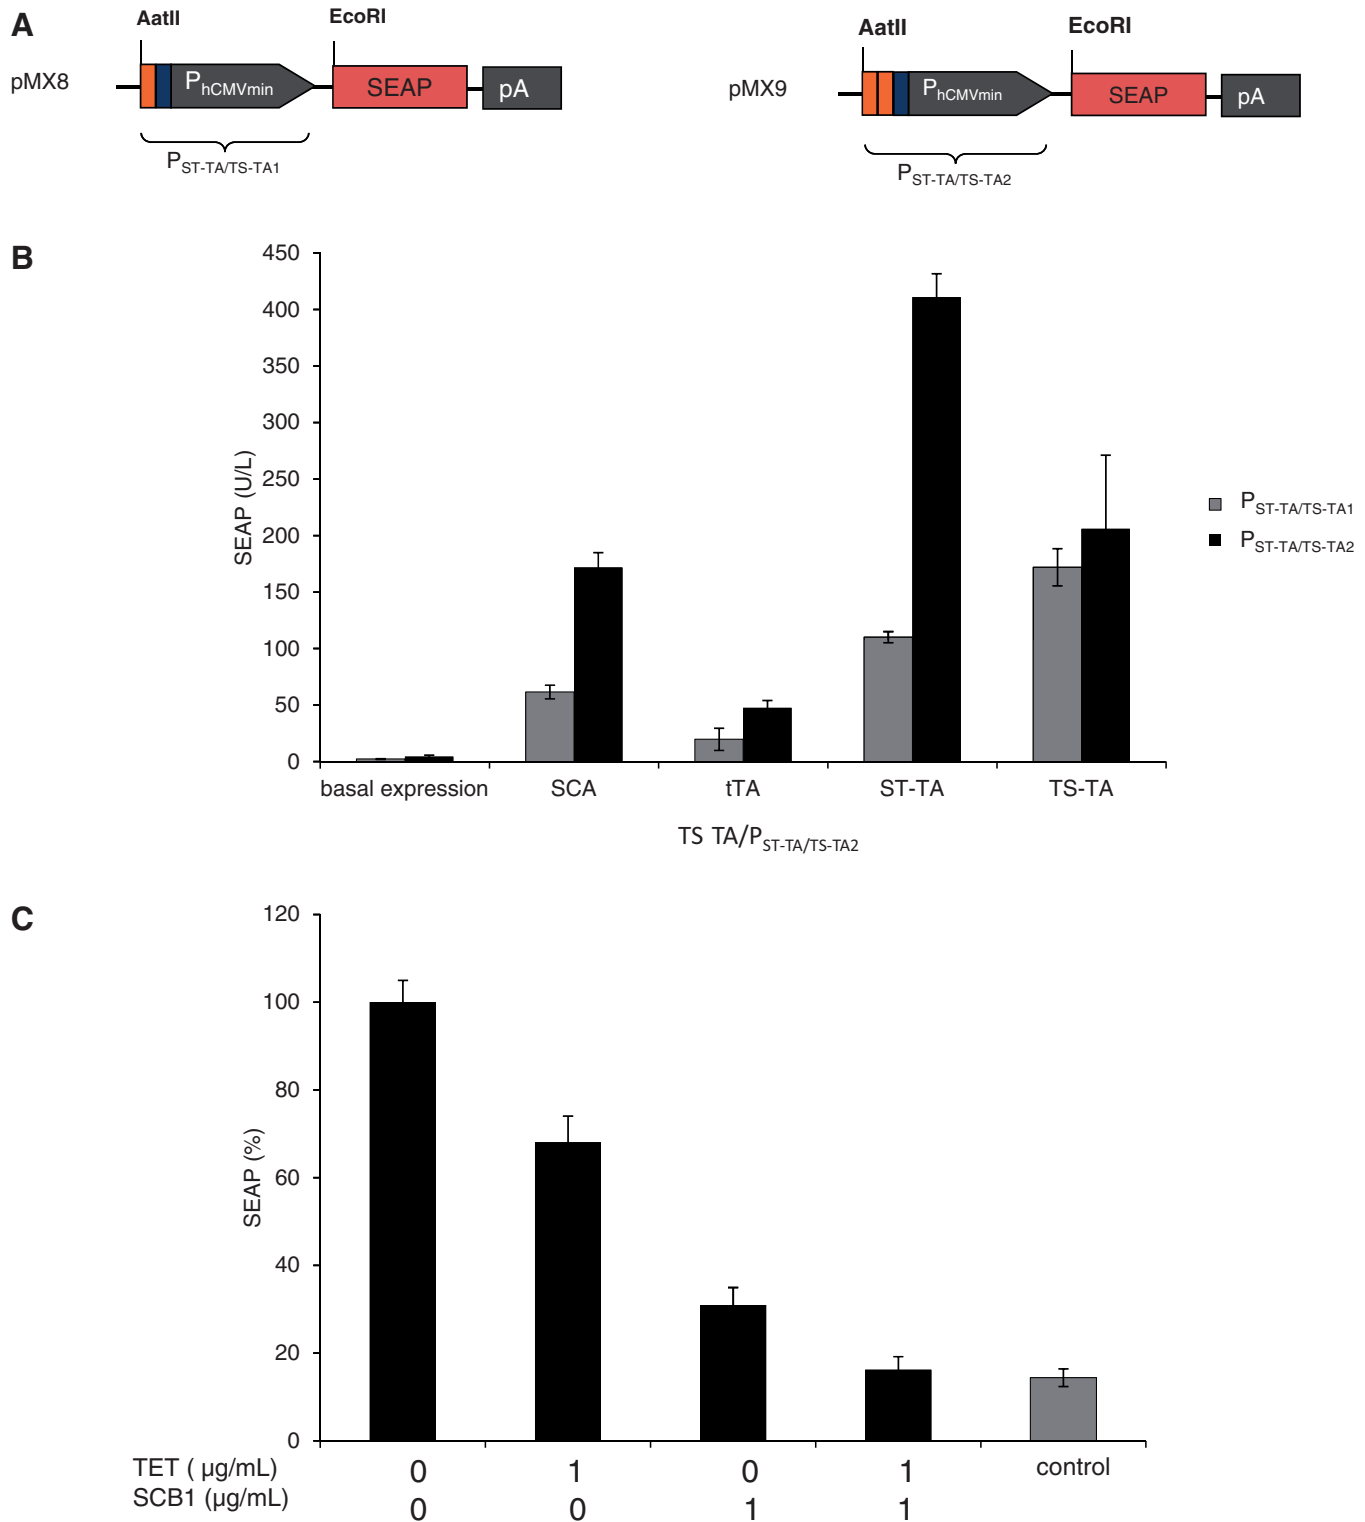 A
AatII
EcoRI
pMX8
PhCMVmin
SEAP
pA
PST-TA/TS-TA1
AatII
EcoRI
pMX9
PhCMVmin
SEAP
pA
PST-TA/TS-TA2
B
450
400
350
300
250
200
150
100
50
0
SEAP (U/L)
basal expression SCA tTA ST-TA TS-TA
PST-TA/TS-TA1
PST-TA/TS-TA2
TS TA/PST-TA/TS-TA2
C
120
100
80
60
40
20
0
SEAP (%)
TET ( µg/mL) 0 1 0 1 control
SCB1 (µg/mL) 0 0 1 1